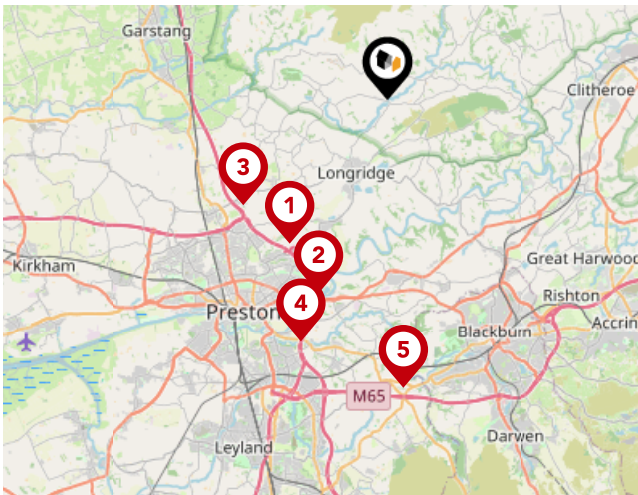 Garstang
Clitheroe
3
Longridge
1
2
Kirkham
Great Harwood
4
Rishton
Preston
Accrin
Blackburn
5
M65
Darwen
Leyland